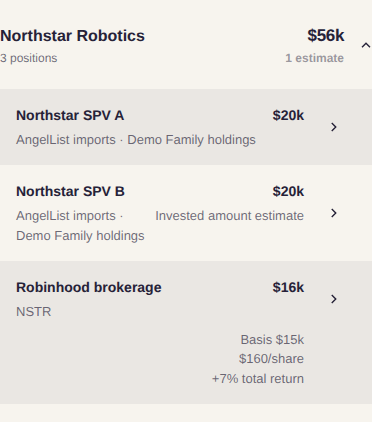 Northstar Robotics $56k
3 positions 1 estimate
Northstar SPV A $20k
AngelList imports · Demo Family holdings
Northstar SPV B $20k
AngelList imports · Invested amount estimate
Demo Family holdings
Robinhood brokerage $16k
NSTR
Basis $15k
$160/share
+7% total return